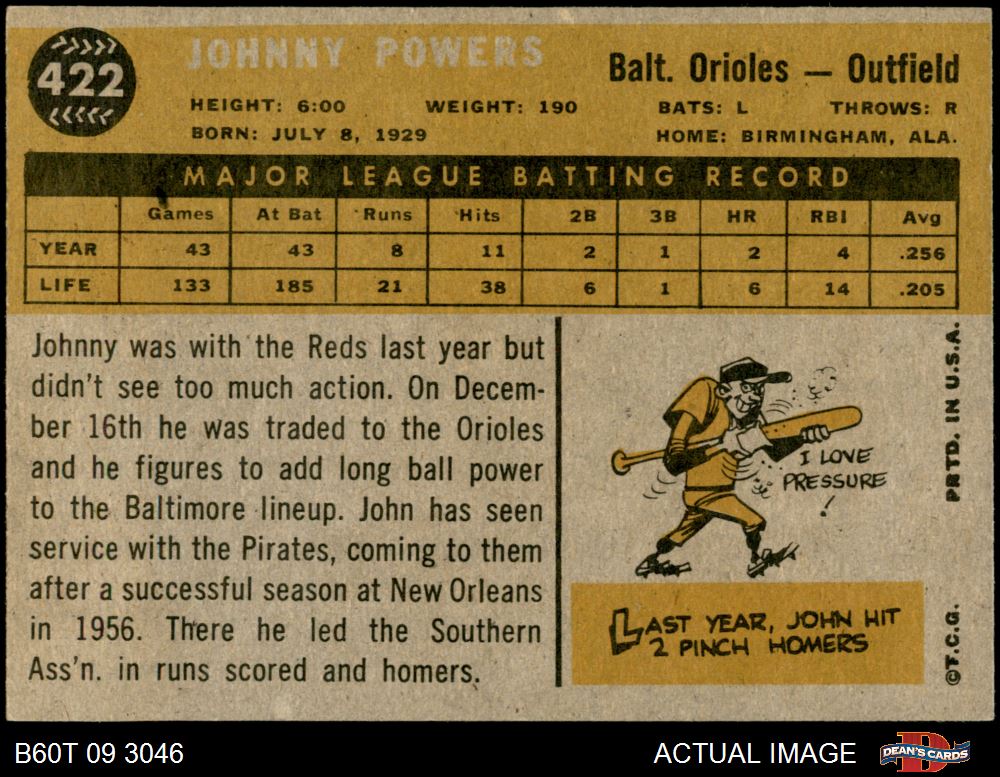 422
JOHNNY POWERS
Balt. Orioles — Outfield
HEIGHT: 6:00 WEIGHT: 190 BATS: L THROWS: R
BORN: JULY 8, 1929 HOME: BIRMINGHAM, ALA.
MAJOR LEAGUE BATTING RECORD
Games At Bat Runs Hits 2B 3B HR RBI Avg
YEAR 43 43 8 11 2 1 2 4 .256
LIFE 133 185 21 38 6 1 6 14 .205
Johnny was with the Reds last year but
didn't see too much action. On Decem-
ber 16th he was traded to the Orioles
and he figures to add long ball power
to the Baltimore lineup. John has seen
service with the Pirates, coming to them
after a successful season at New Orleans
in 1956. There he led the Southern
Ass'n. in runs scored and homers.
I LOVE
PRESSURE
!
LAST YEAR, JOHN HIT
2 PINCH HOMERS
©T.C.G. PRTD. IN U.S.A.
B60T 09 3046
ACTUAL IMAGE
D
DEAN'S CARDS